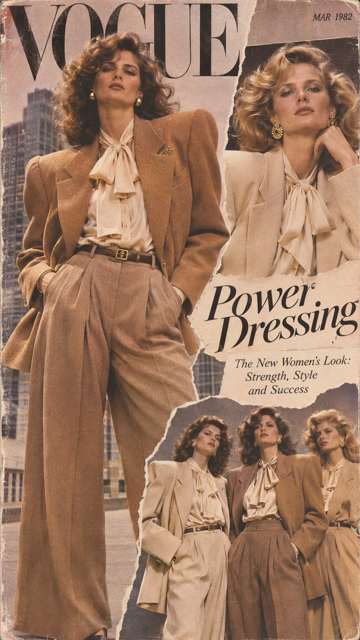 VOGUE
MAR 1982
Power
Dressing
The New Women's Look:
Strength, Style
and Success